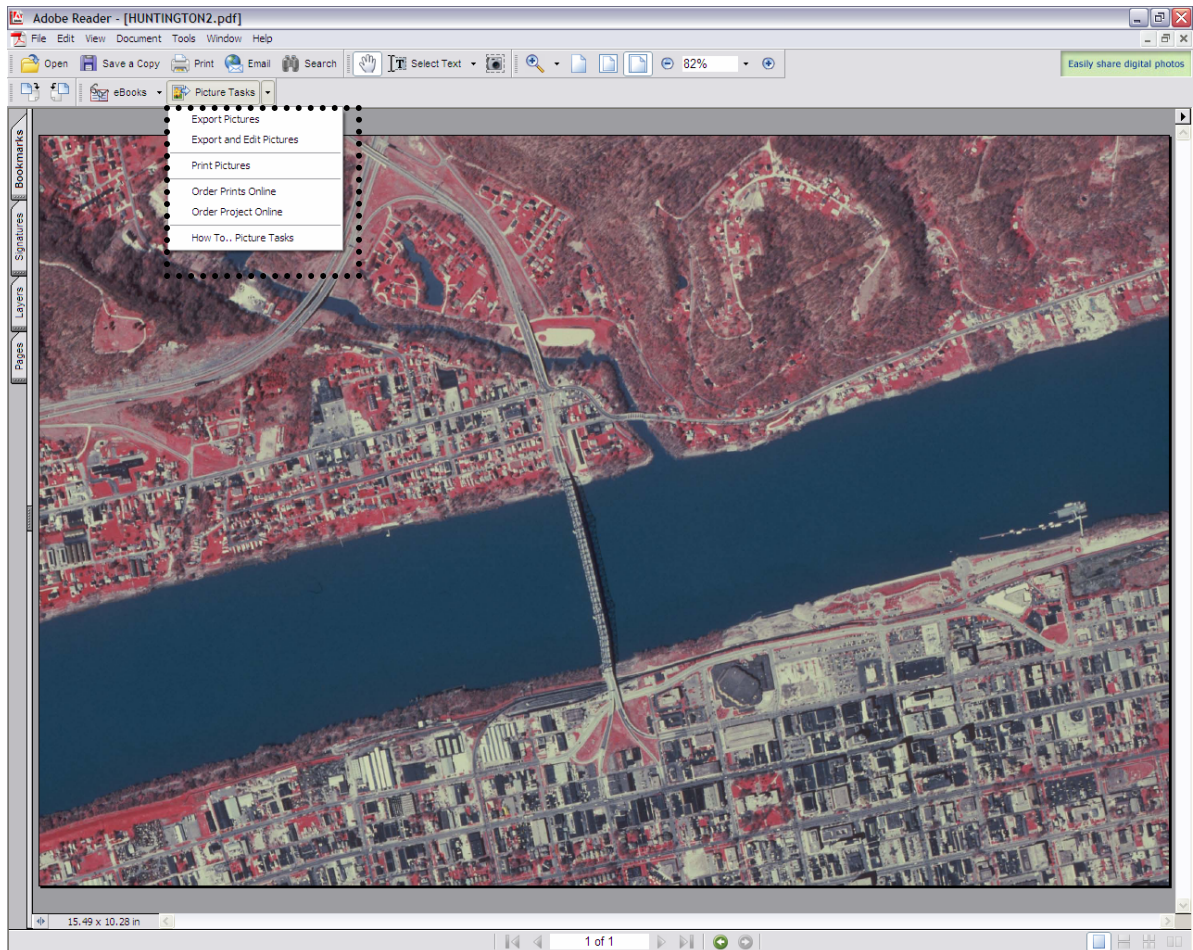 Adobe Reader - [HUNTINGTON2.pdf]
File Edit View Document Tools Window Help
Open Save a Copy Print Email Search Select Text 82% Easily share digital photos
eBooks Picture Tasks
Export Pictures
Export and Edit Pictures
Print Pictures
Order Prints Online
Order Project Online
How To.. Picture Tasks
Bookmarks
Signatures
Layers
Pages
15.49 x 10.28 in
1 of 1